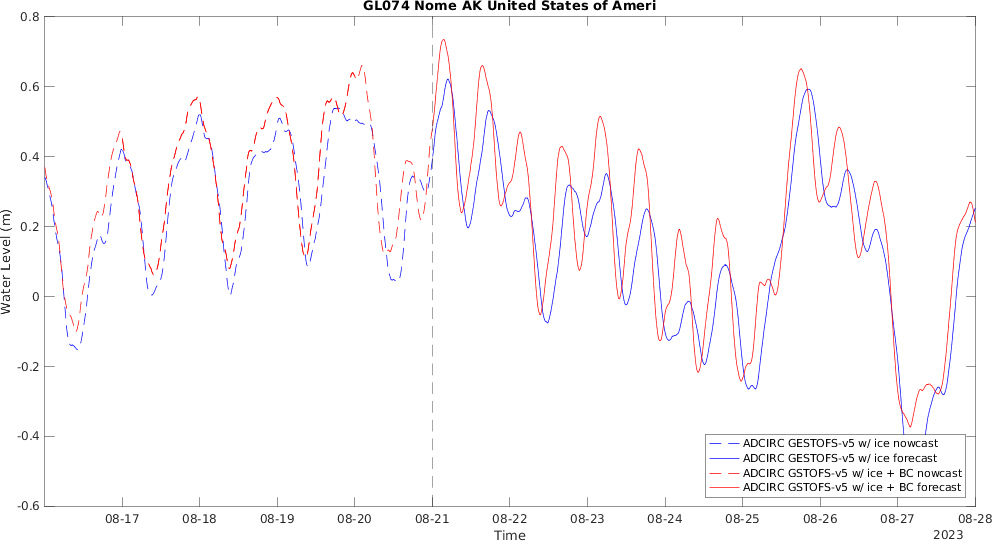 GL074 Nome AK United States of Ameri
0.8
0.6
0.4
0.2
0
-0.2
-0.4
-0.6
Water Level (m)
ADCIRC GESTOFS-v5 w/ ice nowcast
ADCIRC GESTOFS-v5 w/ ice forecast
ADCIRC GSTOFS-v5 w/ ice + BC nowcast
ADCIRC GSTOFS-v5 w/ ice + BC forecast
08-17 08-18 08-19 08-20 08-21 08-22 08-23 08-24 08-25 08-26 08-27 08-28
Time
2023